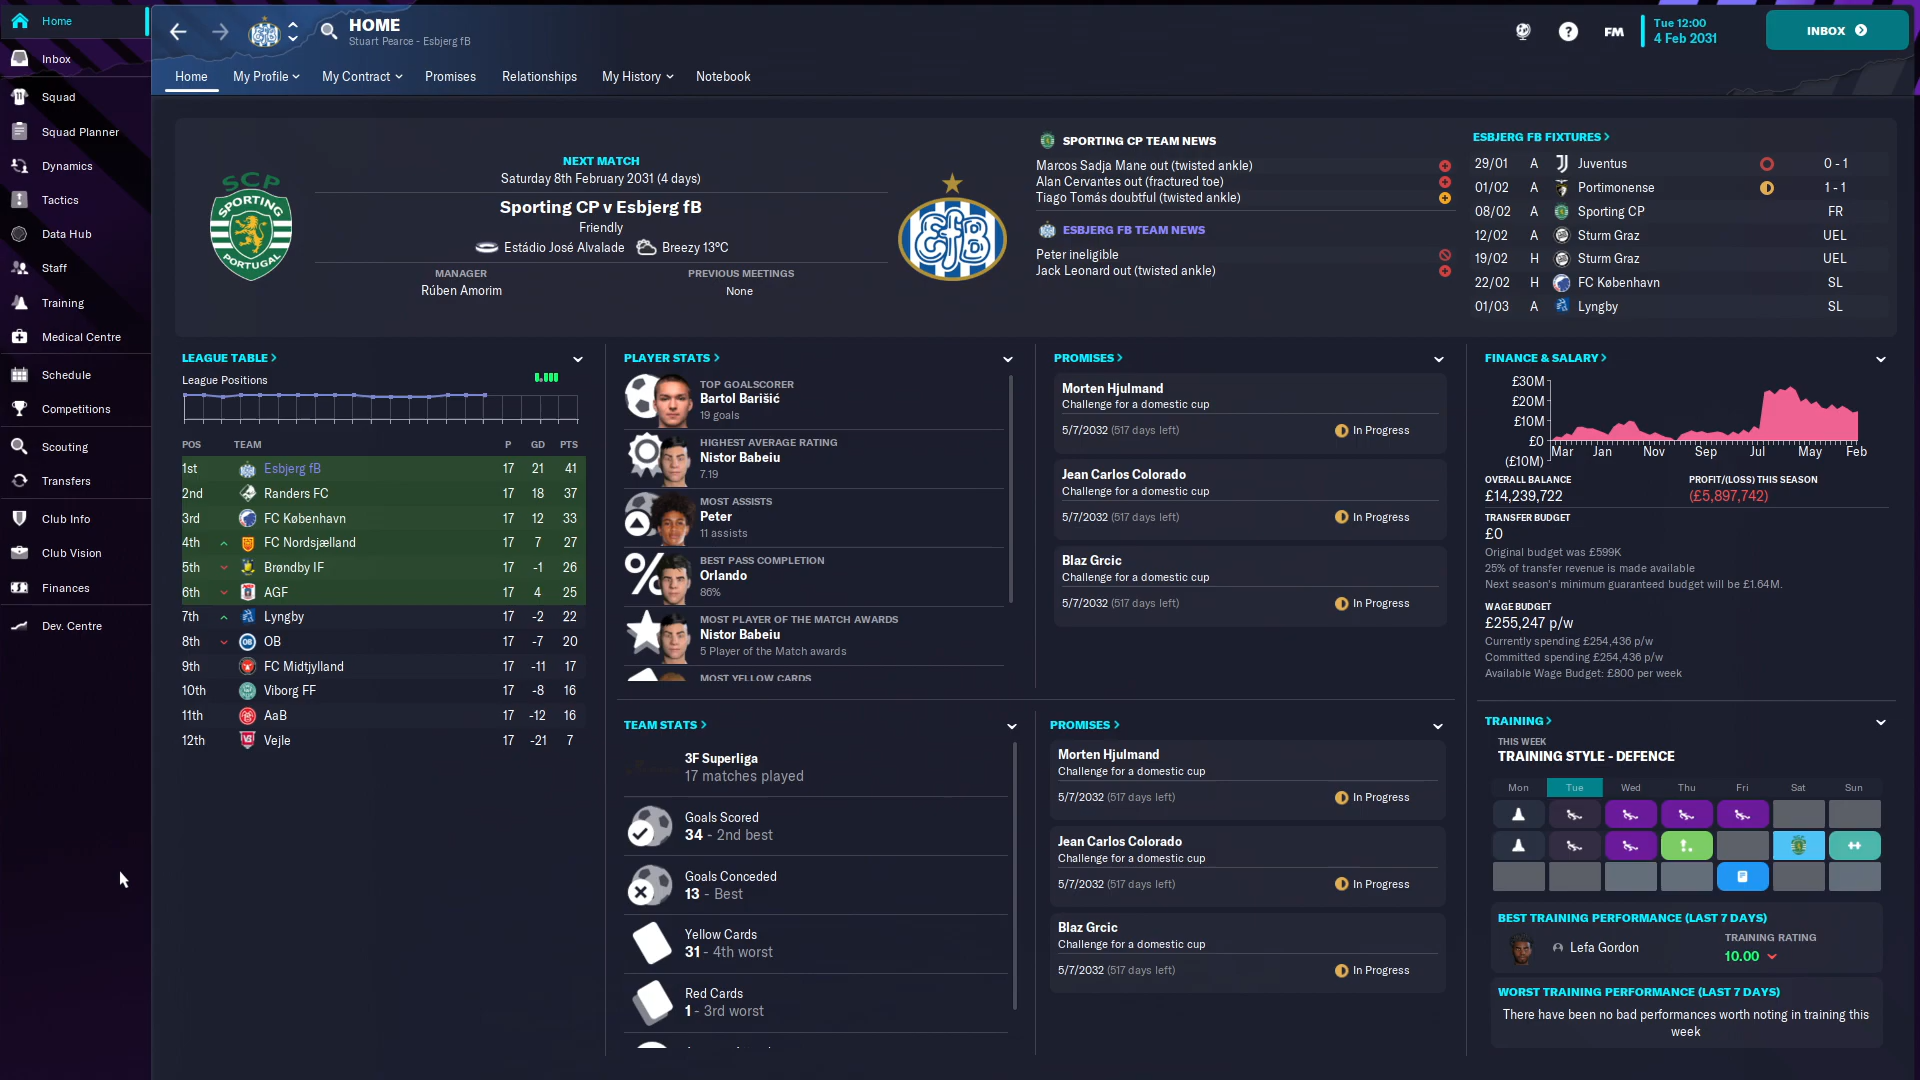 Home
Inbox
Squad
Squad Planner
Dynamics
Tactics
Data Hub
Staff
Training
Medical Centre
Schedule
Competitions
Scouting
Transfers
Club Info
Club Vision
Finances
Dev. Centre
HOME
Stuart Pearce - Esbjerg fB
FM
Tue 12:00
4 Feb 2031
INBOX
Home My Profile My Contract Promises Relationships My History Notebook
SCP
SPORTING
PORTUGAL
NEXT MATCH
Saturday 8th February 2031 (4 days)
Sporting CP v Esbjerg fB
Friendly
Estádio José Alvalade Breezy 13ºC
MANAGER
Rúben Amorim
PREVIOUS MEETINGS
None
EfB
SPORTING CP TEAM NEWS
Marcos Sadja Mane out (twisted ankle)
Alan Cervantes out (fractured toe)
Tiago Tomás doubtful (twisted ankle)
ESBJERG FB TEAM NEWS
Peter ineligible
Jack Leonard out (twisted ankle)
ESBJERG FB FIXTURES
29/01 A Juventus 0 - 1
01/02 A Portimonense 1 - 1
08/02 A Sporting CP FR
12/02 A Sturm Graz UEL
19/02 H Sturm Graz UEL
22/02 H FC København SL
01/03 A Lyngby SL
LEAGUE TABLE
League Positions
POS TEAM P GD PTS
1st Esbjerg fB 17 21 41
2nd Randers FC 17 18 37
3rd FC København 17 12 33
4th FC Nordsjælland 17 7 27
5th Brøndby IF 17 -1 26
6th AGF 17 4 25
7th Lyngby 17 -2 22
8th OB 17 -7 20
9th FC Midtjylland 17 -11 17
10th Viborg FF 17 -8 16
11th AaB 17 -12 16
12th Vejle 17 -21 7
PLAYER STATS
TOP GOALSCORER
Bartol Barišić
19 goals
HIGHEST AVERAGE RATING
Nistor Babeiu
7.19
MOST ASSISTS
Peter
11 assists
BEST PASS COMPLETION
Orlando
86%
MOST PLAYER OF THE MATCH AWARDS
Nistor Babeiu
5 Player of the Match awards
MOST YELLOW CARDS
PROMISES
Morten Hjulmand
Challenge for a domestic cup
5/7/2032 (517 days left) In Progress
Jean Carlos Colorado
Challenge for a domestic cup
5/7/2032 (517 days left) In Progress
Blaz Grcic
Challenge for a domestic cup
5/7/2032 (517 days left) In Progress
FINANCE & SALARY
£30M
£20M
£10M
£0
(£10M)
Mar Jan Nov Sep Jul May Feb
OVERALL BALANCE
£14,239,722
PROFIT/(LOSS) THIS SEASON
(£5,897,742)
TRANSFER BUDGET
£0
Original budget was £599K
25% of transfer revenue is made available
Next season's minimum guaranteed budget will be £1.64M.
WAGE BUDGET
£255,247 p/w
Currently spending £254,436 p/w
Committed spending £254,436 p/w
Available Wage Budget: £800 per week
TEAM STATS
3F Superliga
17 matches played
Goals Scored
34 - 2nd best
Goals Conceded
13 - Best
Yellow Cards
31 - 4th worst
Red Cards
1 - 3rd worst
PROMISES
Morten Hjulmand
Challenge for a domestic cup
5/7/2032 (517 days left) In Progress
Jean Carlos Colorado
Challenge for a domestic cup
5/7/2032 (517 days left) In Progress
Blaz Grcic
Challenge for a domestic cup
5/7/2032 (517 days left) In Progress
TRAINING
THIS WEEK
TRAINING STYLE - DEFENCE
Mon Tue Wed Thu Fri Sat Sun
BEST TRAINING PERFORMANCE (LAST 7 DAYS)
Lefa Gordon
TRAINING RATING
10.00
WORST TRAINING PERFORMANCE (LAST 7 DAYS)
There have been no bad performances worth noting in training this
week